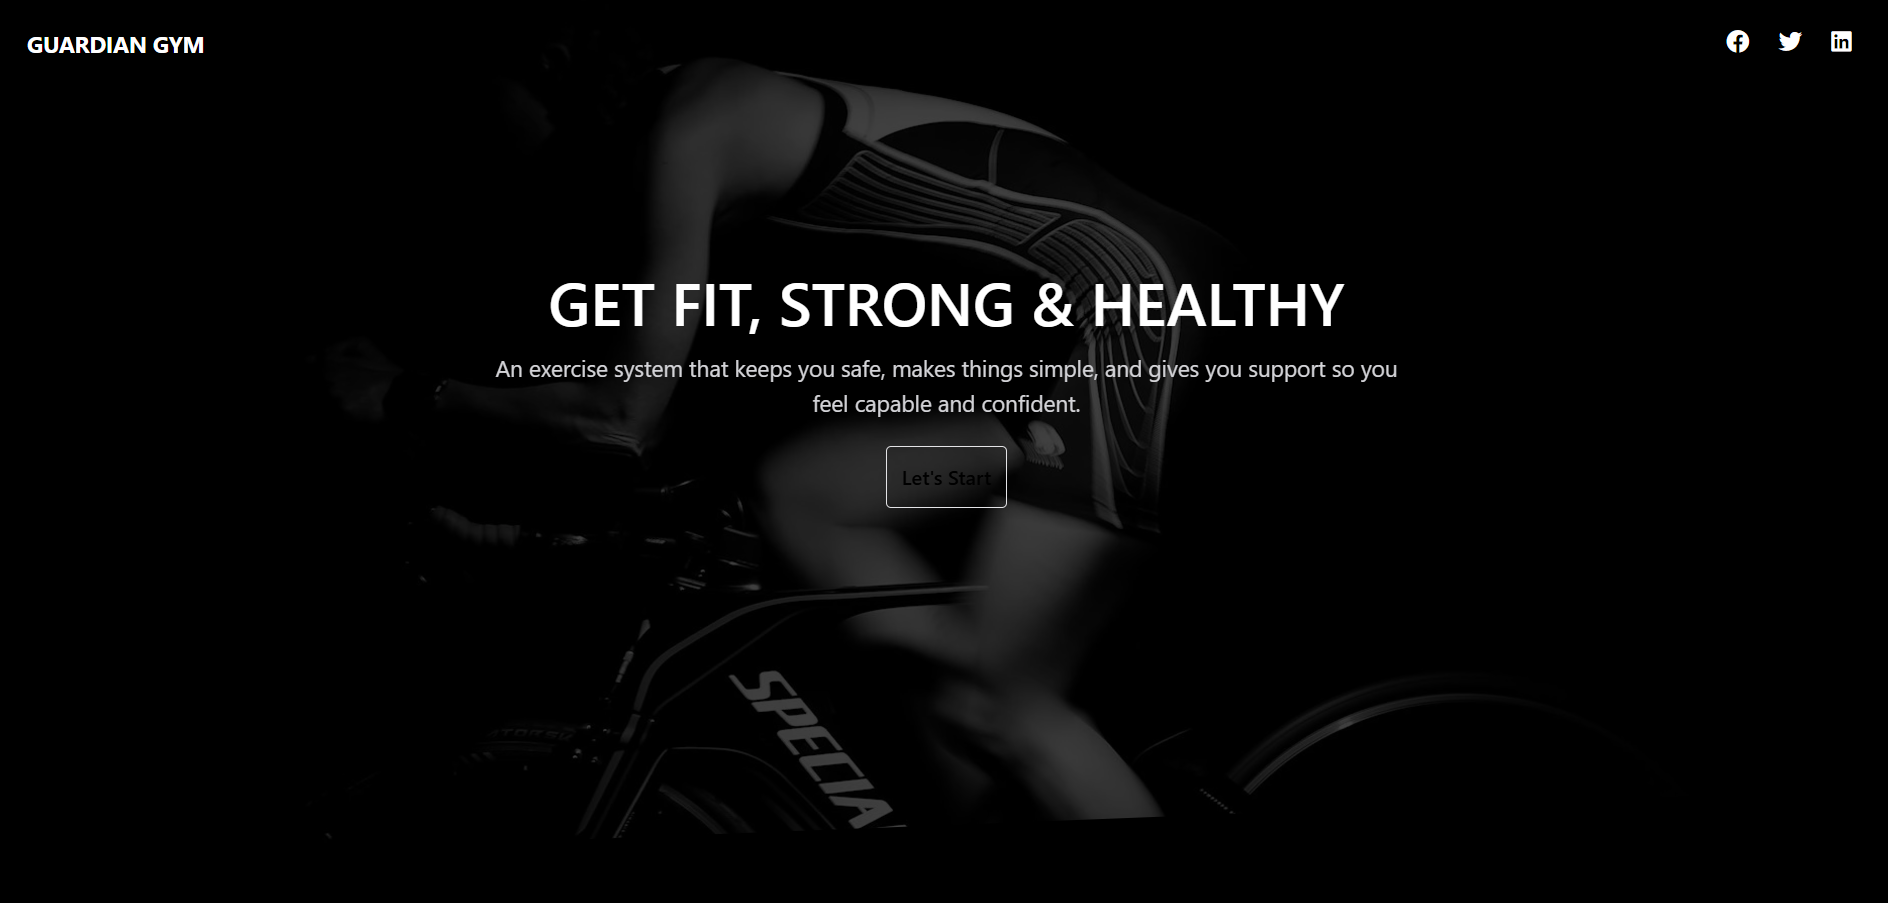 GUARDIAN GYM
GET FIT, STRONG & HEALTHY
An exercise system that keeps you safe, makes things simple, and gives you support so you
feel capable and confident.
Let's Start
SPECIA